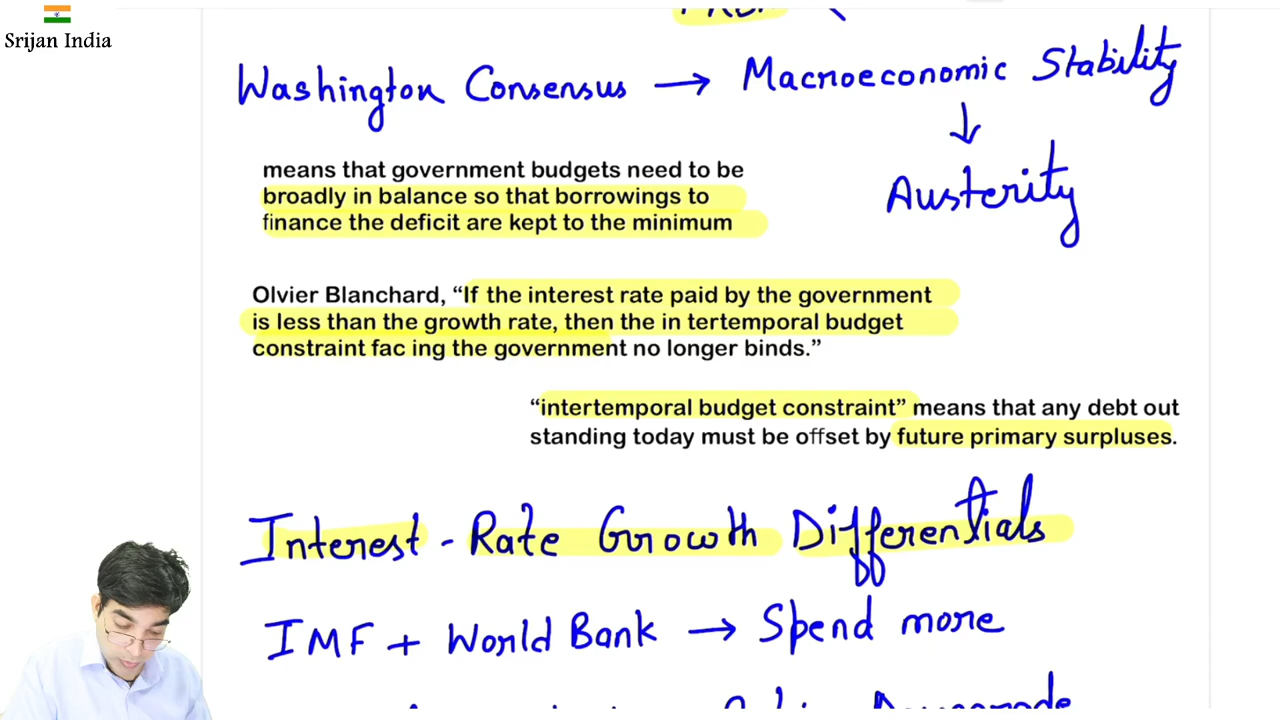 Srijan India
Washington Consensus → Macroeconomic Stability
↓
Austerity
means that government budgets need to be
broadly in balance so that borrowings to
finance the deficit are kept to the minimum
Olvier Blanchard, “If the interest rate paid by the government
is less than the growth rate, then the in tertemporal budget
constraint fac ing the government no longer binds.”
“intertemporal budget constraint” means that any debt out
standing today must be offset by future primary surpluses.
Interest - Rate Growth Differentials
IMF + World Bank → Spend more